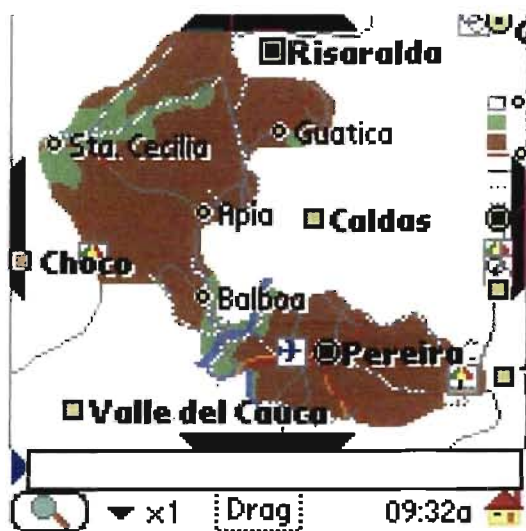 Risaralda
Guatica
Sta. Cecilia
Apia
Caldas
Choco
Balboa
Pereira
Valle del Cauca
x1
Drag
09:32a